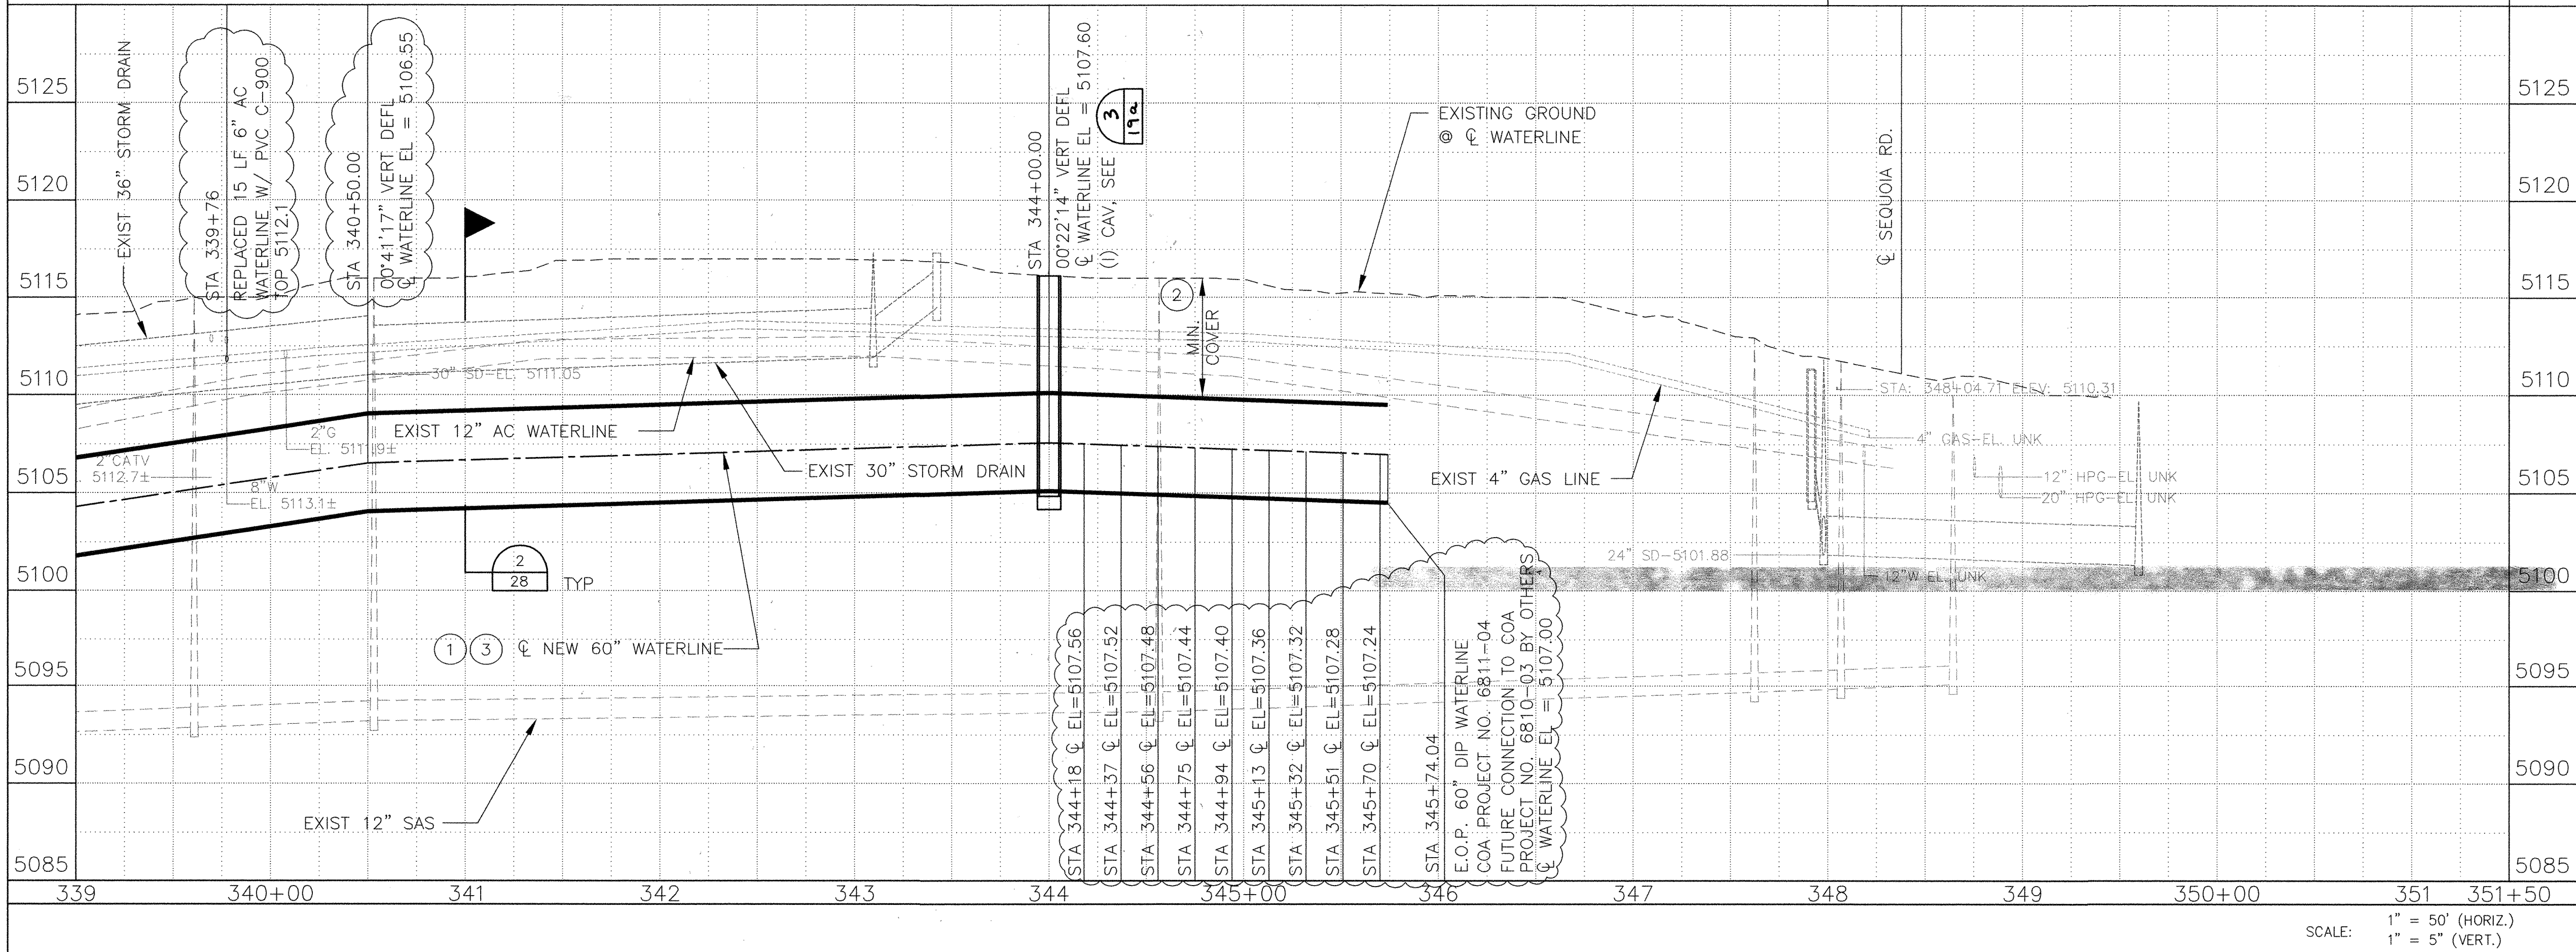 5125
5120
5115
5110
5105
5100
5095
5090
5085
EXIST 36" STORM DRAIN
STA 339+76
REPLACED 15 LF 6" AC
WATERLINE W/ PVC C-900
TOP 5112.1
STA 340+50.00
00°41'17" VERT DEFL
℄ WATERLINE EL = 5106.55
STA 344+00.00
00°22'14" VERT DEFL
℄ WATERLINE EL = 5107.60
(1) CAV, SEE
3
19a
EXISTING GROUND
@ ℄ WATERLINE
℄ SEQUOIA RD.
2
MIN.
COVER
30" SD-EL. 5111.05
2"G
EL. 5111.9±
2"CATV
5112.7±
8"W
EL. 5113.1±
EXIST 12" AC WATERLINE
EXIST 30" STORM DRAIN
EXIST 4" GAS LINE
STA: 348+04.71 ELEV: 5110.31
4" GAS-EL. UNK
12" HPG-EL. UNK
20" HPG-EL. UNK
24" SD-5101.88
12"W EL. UNK
2
28
TYP
1 3 ℄ NEW 60" WATERLINE
EXIST 12" SAS
STA 344+18 ℄ EL=5107.56
STA 344+37 ℄ EL=5107.52
STA 344+56 ℄ EL=5107.48
STA 344+75 ℄ EL=5107.44
STA 344+94 ℄ EL=5107.40
STA 345+13 ℄ EL=5107.36
STA 345+32 ℄ EL=5107.32
STA 345+51 ℄ EL=5107.28
STA 345+70 ℄ EL=5107.24
STA 345+74.04
E.O.P. 60" DIP WATERLINE
COA PROJECT NO. 6811-04
FUTURE CONNECTION TO COA
PROJECT NO. 6810-03 BY OTHERS
℄ WATERLINE EL = 5107.00
5125
5120
5115
5110
5105
5100
5095
5090
5085
339 340+00 341 342 343 344 345+00 346 347 348 349 350+00 351 351+50
SCALE: 1" = 50' (HORIZ.)
1" = 5" (VERT.)